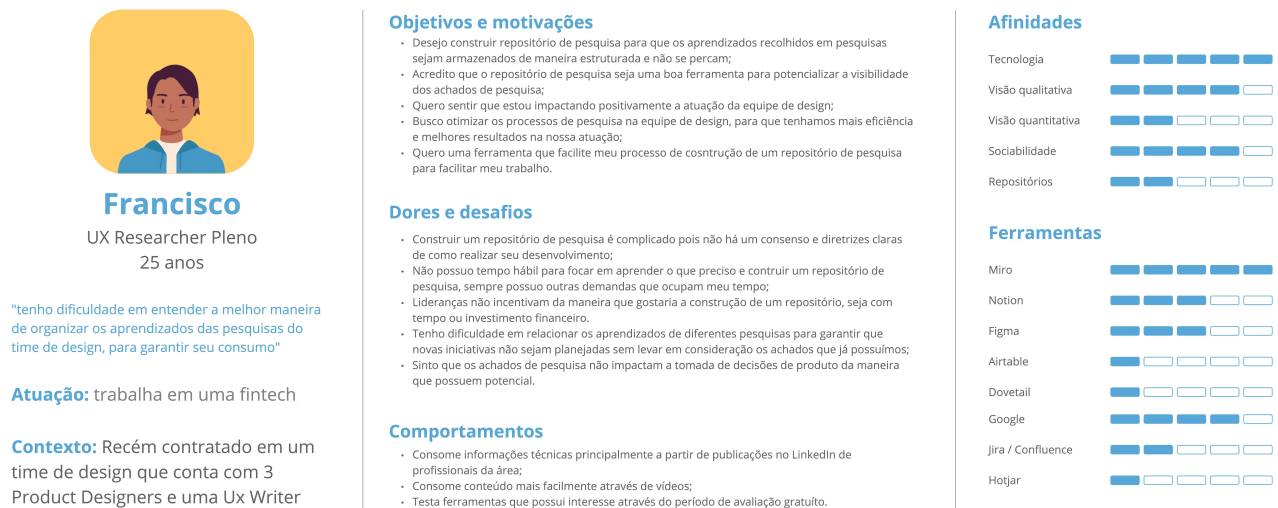 Francisco
UX Researcher Pleno
25 anos
"tenho dificuldade em entender a melhor maneira
de organizar os aprendizados das pesquisas do
time de design, para garantir seu consumo"
Atuação: trabalha em uma fintech
Contexto: Recém contratado em um
time de design que conta com 3
Product Designers e uma Ux Writer
Objetivos e motivações
• Desejo construir repositório de pesquisa para que os aprendizados recolhidos em pesquisas
sejam armazenados de maneira estruturada e não se percam;
• Acredito que o repositório de pesquisa seja uma boa ferramenta para potencializar a visibilidade
dos achados de pesquisa;
• Quero sentir que estou impactando positivamente a atuação da equipe de design;
• Busco otimizar os processos de pesquisa na equipe de design, para que tenhamos mais eficiência
e melhores resultados na nossa atuação;
• Quero uma ferramenta que facilite meu processo de cosntrução de um repositório de pesquisa
para facilitar meu trabalho.
Dores e desafios
• Construir um repositório de pesquisa é complicado pois não há um consenso e diretrizes claras
de como realizar seu desenvolvimento;
• Não possuo tempo hábil para focar em aprender o que preciso e contruir um repositório de
pesquisa, sempre possuo outras demandas que ocupam meu tempo;
• Lideranças não incentivam da maneira que gostaria a construção de um repositório, seja com
tempo ou investimento financeiro.
• Tenho dificuldade em relacionar os aprendizados de diferentes pesquisas para garantir que
novas iniciativas não sejam planejadas sem levar em consideração os achados que já possuímos;
• Sinto que os achados de pesquisa não impactam a tomada de decisões de produto da maneira
que possuem potencial.
Comportamentos
• Consome informações técnicas principalmente a partir de publicações no LinkedIn de
profissionais da área;
• Consome conteúdo mais facilmente através de vídeos;
• Testa ferramentas que possui interesse através do período de avaliação gratuíto.
Afinidades
Tecnologia
Visão qualitativa
Visão quantitativa
Sociabilidade
Repositórios
Ferramentas
Miro
Notion
Figma
Airtable
Dovetail
Google
Jira / Confluence
Hotjar